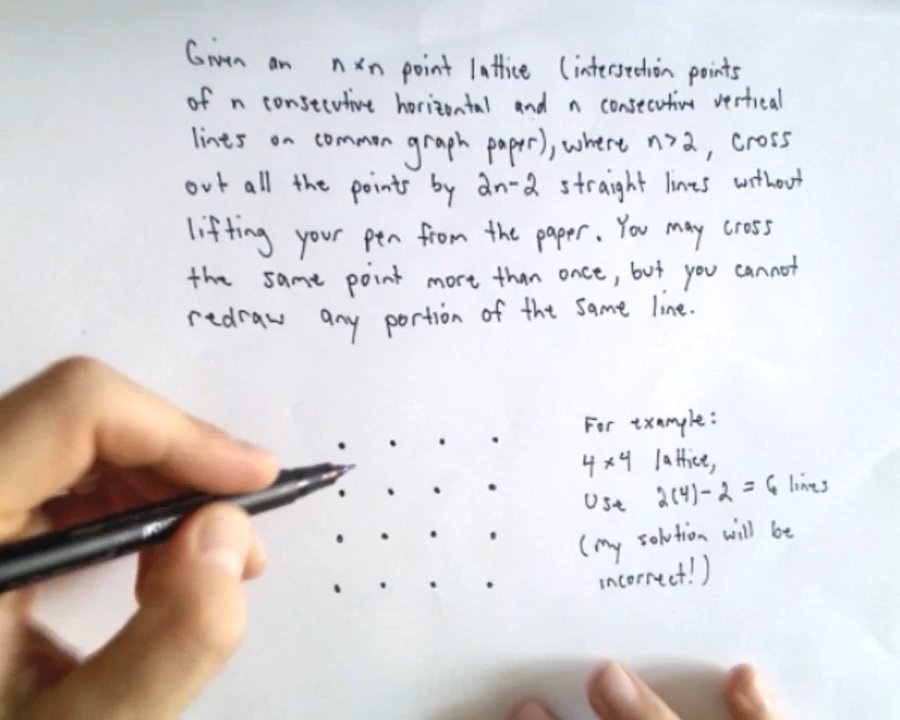 Given an n×n point lattice (intersection points
of n consecutive horizontal and n consecutive vertical
lines on common graph paper), where n>2, cross
out all the points by 2n-2 straight lines without
lifting your pen from the paper. You may cross
the same point more than once, but you cannot
redraw any portion of the same line.
For example:
4×4 lattice,
Use 2(4)-2 = 6 lines
(my solution will be
incorrect!)